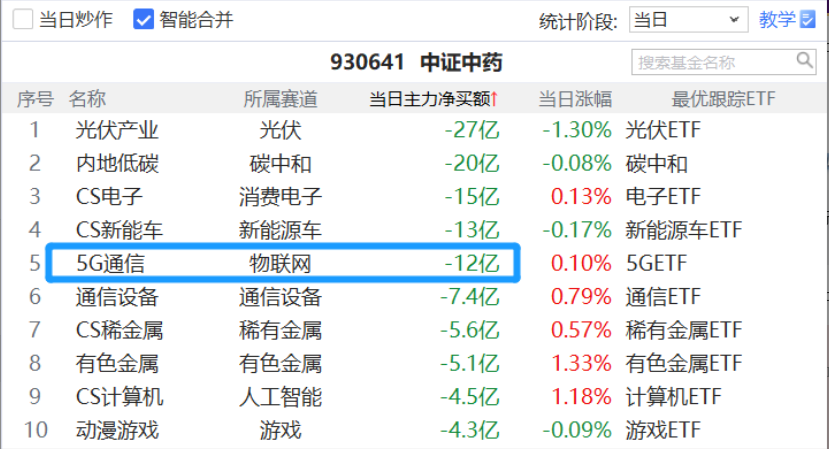 当日炒作 智能合并 统计阶段: 当日 教学
930641 中证中药 搜索基金名称
序号 名称 所属赛道 当日主力净买额↑ 当日涨幅 最优跟踪ETF
1 光伏产业 光伏 -27亿 -1.30% 光伏ETF
2 内地低碳 碳中和 -20亿 -0.08% 碳中和
3 CS电子 消费电子 -15亿 0.13% 电子ETF
4 CS新能车 新能源车 -13亿 -0.17% 新能源车ETF
5 5G通信 物联网 -12亿 0.10% 5GETF
6 通信设备 通信设备 -7.4亿 0.79% 通信ETF
7 CS稀金属 稀有金属 -5.6亿 0.57% 稀有金属ETF
8 有色金属 有色金属 -5.1亿 1.33% 有色金属ETF
9 CS计算机 人工智能 -4.5亿 1.18% 计算机ETF
10 动漫游戏 游戏 -4.3亿 -0.09% 游戏ETF